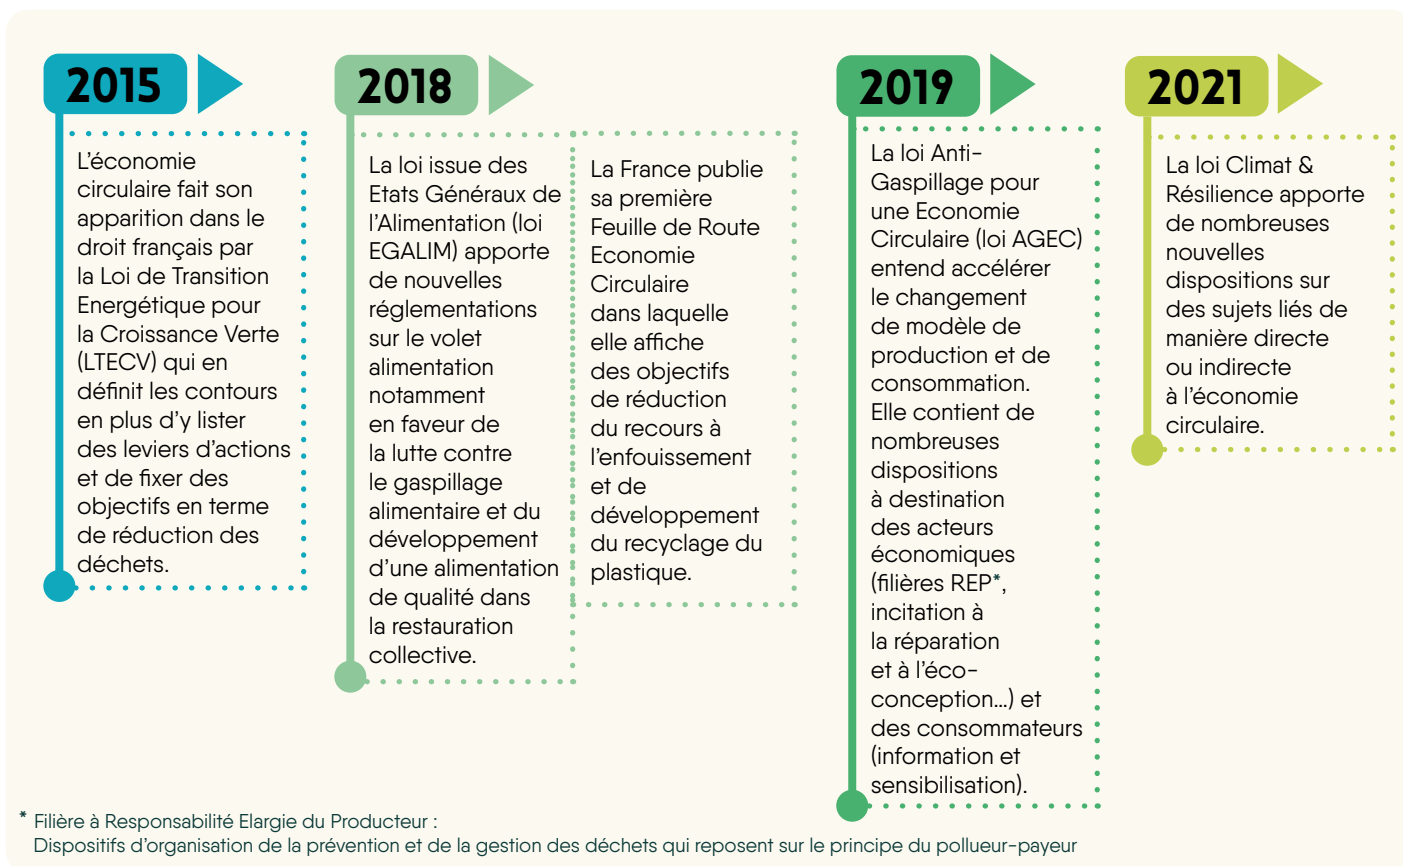 2015
L’économie
circulaire fait son
apparition dans le
droit français par
la Loi de Transition
Energétique pour
la Croissance Verte
(LTECV) qui en
définit les contours
en plus d’y lister
des leviers d’actions
et de fixer des
objectifs en terme
de réduction des
déchets.
2018
La loi issue des
Etats Généraux de
l’Alimentation (loi
EGALIM) apporte
de nouvelles
réglementations
sur le volet
alimentation
notamment
en faveur de
la lutte contre
le gaspillage
alimentaire et du
développement
d’une alimentation
de qualité dans
la restauration
collective.
La France publie
sa première
Feuille de Route
Economie
Circulaire
dans laquelle
elle affiche
des objectifs
de réduction
du recours à
l’enfouissement
et de
développement
du recyclage du
plastique.
2019
La loi Anti-
Gaspillage pour
une Economie
Circulaire (loi AGEC)
entend accélérer
le changement
de modèle de
production et de
consommation.
Elle contient de
nombreuses
dispositions
à destination
des acteurs
économiques
(filières REP*,
incitation à
la réparation
et à l’éco-
conception...) et
des consommateurs
(information et
sensibilisation).
2021
La loi Climat &
Résilience apporte
de nombreuses
nouvelles
dispositions sur
des sujets liés de
manière directe
ou indirecte
à l’économie
circulaire.
* Filière à Responsabilité Elargie du Producteur :
Dispositifs d’organisation de la prévention et de la gestion des déchets qui reposent sur le principe du pollueur-payeur